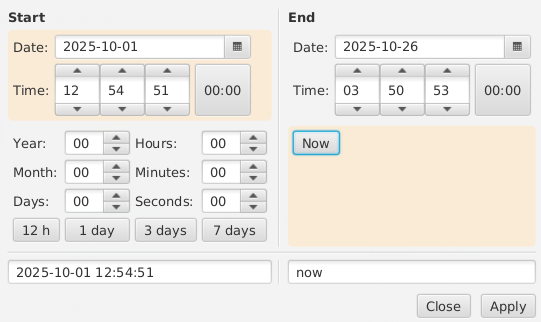 Start
Date: 2025-10-01
Time: 12 54 51 00:00
Year: 00 Hours: 00
Month: 00 Minutes: 00
Days: 00 Seconds: 00
12 h 1 day 3 days 7 days
2025-10-01 12:54:51
End
Date: 2025-10-26
Time: 03 50 53 00:00
Now
now
Close Apply